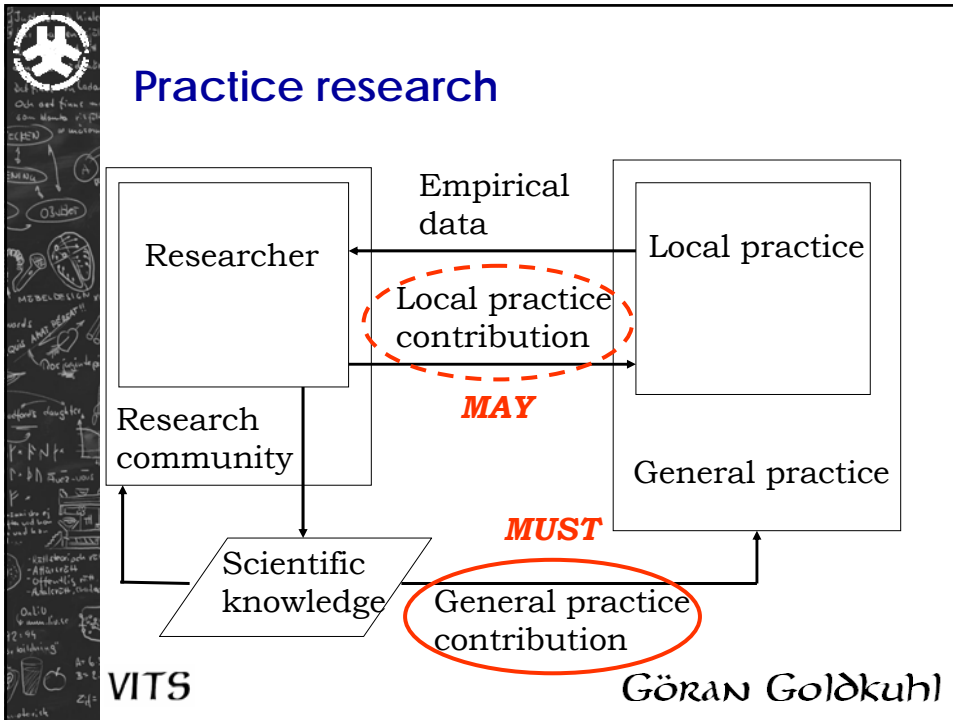 Practice research
Empirical
data
Researcher
Local practice
Local practice
contribution
MAY
Research
community
General practice
MUST
Scientific
knowledge
General practice
contribution
VITS
Göran Goldkuhl